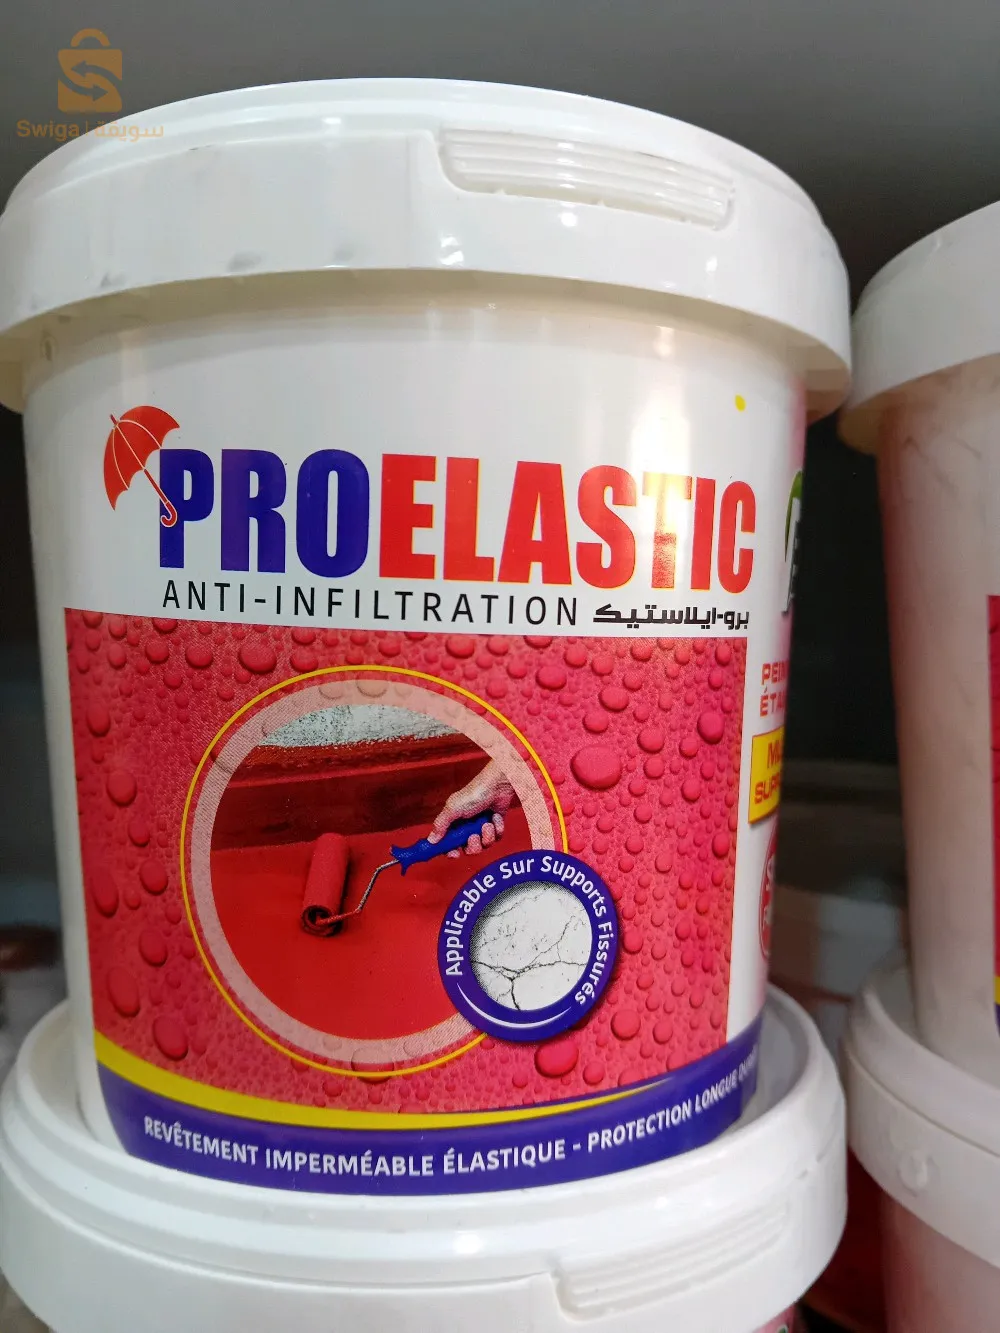 Swiga | سويقة
PROELASTIC
ANTI-INFILTRATION برو-ايلاستيك
Applicable Sur Supports Fissurés
REVÊTEMENT IMPERMÉABLE ÉLASTIQUE - PROTECTION LONGUE